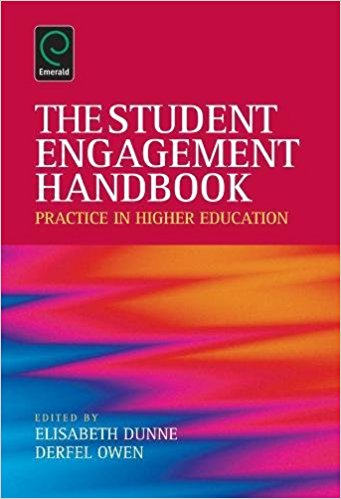 Emerald
THE STUDENT
ENGAGEMENT
HANDBOOK
PRACTICE IN HIGHER EDUCATION
EDITED BY
ELISABETH DUNNE
DERFEL OWEN